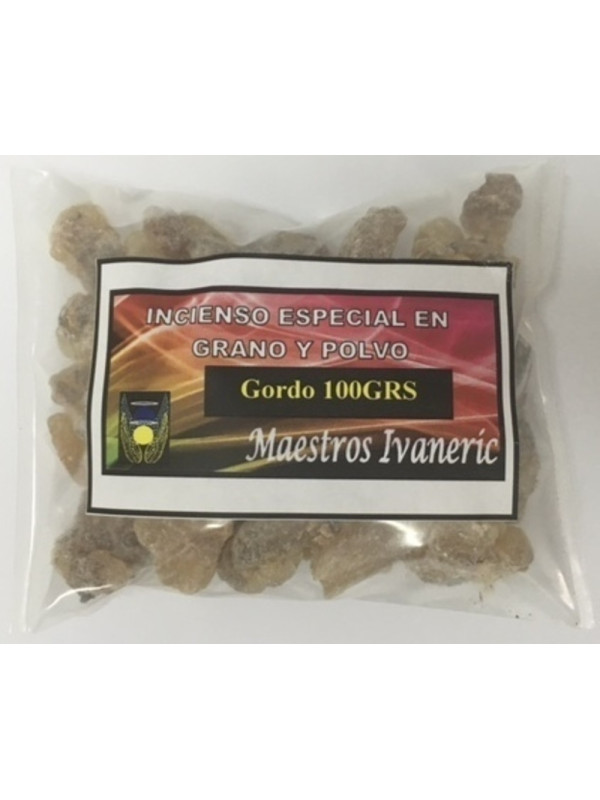 INCIENSO ESPECIAL EN
GRANO Y POLVO
Gordo 100GRS
Maestros Ivaneric